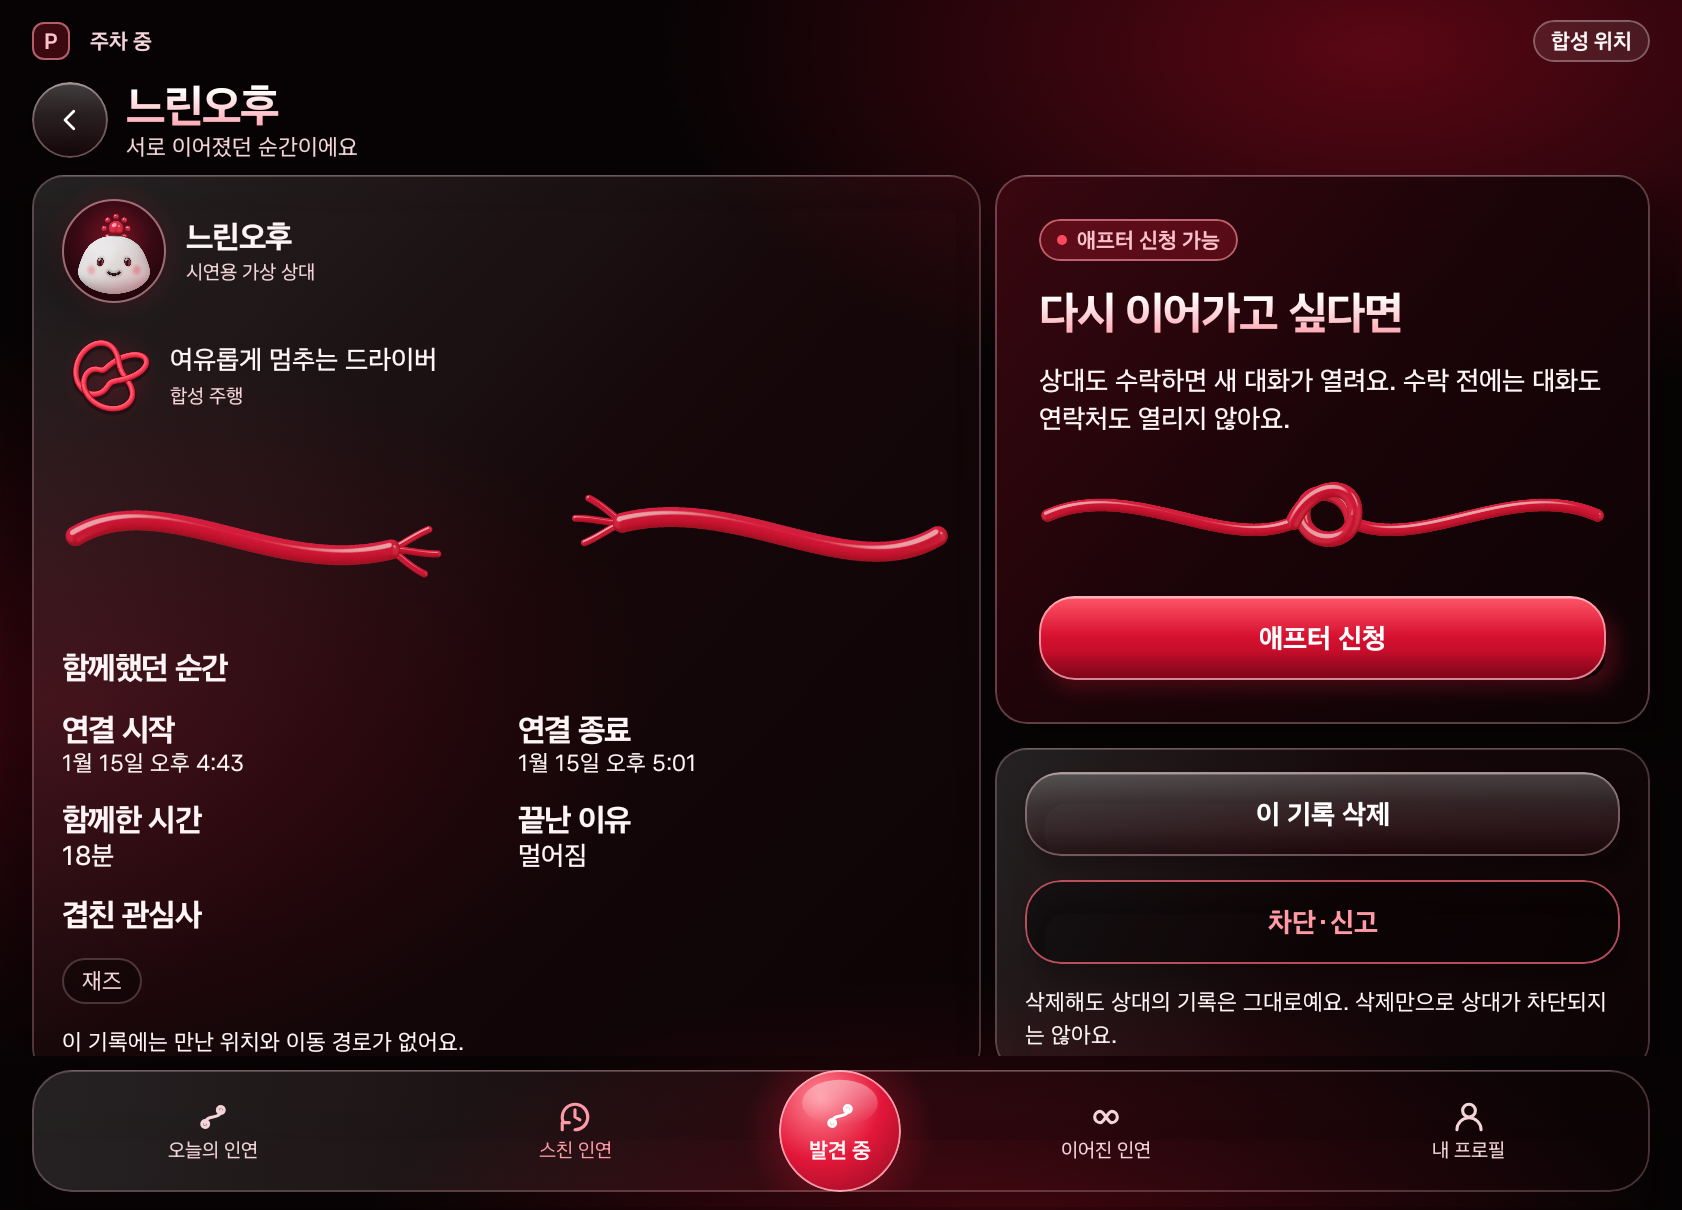 P 주차 중
합성 위치
느린오후
서로 이어졌던 순간이에요
느린오후
시연용 가상 상대
여유롭게 멈추는 드라이버
합성 주행
함께했던 순간
연결 시작
1월 15일 오후 4:43
연결 종료
1월 15일 오후 5:01
함께한 시간
18분
끝난 이유
멀어짐
겹친 관심사
재즈
이 기록에는 만난 위치와 이동 경로가 없어요.
애프터 신청 가능
다시 이어가고 싶다면
상대도 수락하면 새 대화가 열려요. 수락 전에는 대화도
연락처도 열리지 않아요.
애프터 신청
이 기록 삭제
차단·신고
삭제해도 상대의 기록은 그대로예요. 삭제만으로 상대가 차단되지
는 않아요.
오늘의 인연
스친 인연
발견 중
이어진 인연
내 프로필